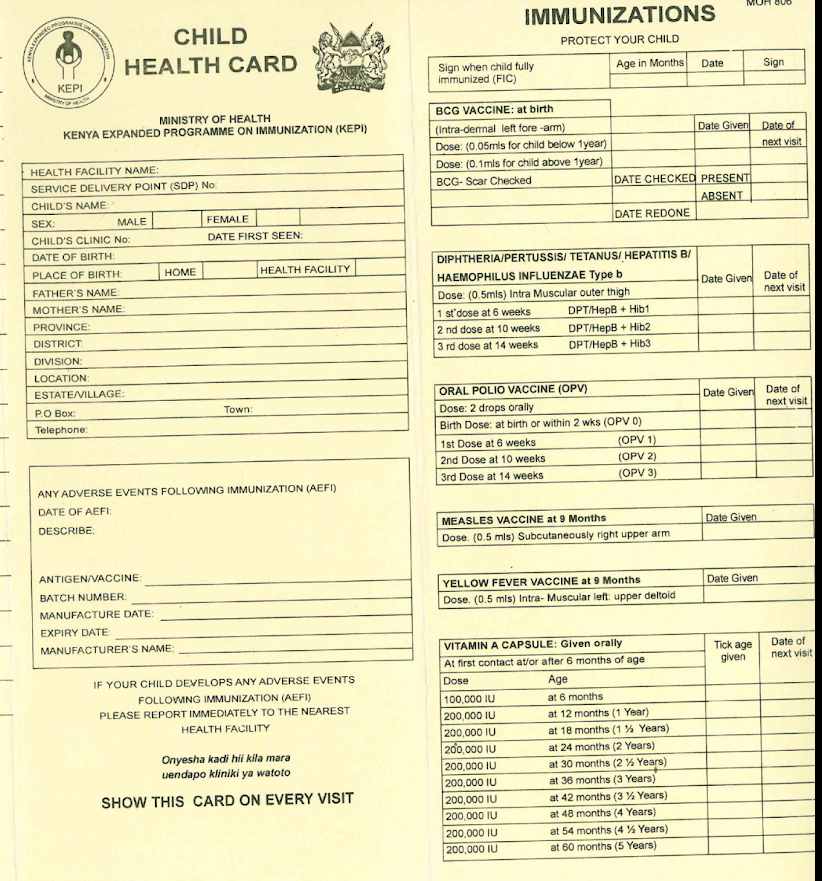 KENYA EXPANDED PROGRAMME ON IMMUNIZATION
KEPI
MINISTRY OF HEALTH
CHILD
HEALTH CARD
MINISTRY OF HEALTH
KENYA EXPANDED PROGRAMME ON IMMUNIZATION (KEPI)
HEALTH FACILITY NAME:
SERVICE DELIVERY POINT (SDP) No:
CHILD'S NAME:
SEX: MALE FEMALE
CHILD'S CLINIC No: DATE FIRST SEEN:
DATE OF BIRTH:
PLACE OF BIRTH: HOME HEALTH FACILITY
FATHER'S NAME:
MOTHER'S NAME:
PROVINCE:
DISTRICT:
DIVISION:
LOCATION:
ESTATE/VILLAGE:
P.O Box: Town:
Telephone:
ANY ADVERSE EVENTS FOLLOWING IMMUNIZATION (AEFI)
DATE OF AEFI:
DESCRIBE:
ANTIGEN/VACCINE:
BATCH NUMBER:
MANUFACTURE DATE:
EXPIRY DATE:
MANUFACTURER'S NAME:
IF YOUR CHILD DEVELOPS ANY ADVERSE EVENTS
FOLLOWING IMMUNIZATION (AEFI)
PLEASE REPORT IMMEDIATELY TO THE NEAREST
HEALTH FACILITY
Onyesha kadi hii kila mara
uendapo kliniki ya watoto
SHOW THIS CARD ON EVERY VISIT
MOH 806
IMMUNIZATIONS
PROTECT YOUR CHILD
Sign when child fully
immunized (FIC)
Age in Months Date Sign
BCG VACCINE: at birth
(Intra-dermal left fore -arm) Date Given Date of
next visit
Dose: (0.05mls for child below 1year)
Dose: (0.1mls for child above 1year)
BCG- Scar Checked DATE CHECKED PRESENT
ABSENT
DATE REDONE
DIPHTHERIA/PERTUSSIS/ TETANUS/ HEPATITIS B/
HAEMOPHILUS INFLUENZAE Type b
Date Given Date of
next visit
Dose: (0.5mls) Intra Muscular outer thigh
1 st dose at 6 weeks DPT/HepB + Hib1
2 nd dose at 10 weeks DPT/HepB + Hib2
3 rd dose at 14 weeks DPT/HepB + Hib3
ORAL POLIO VACCINE (OPV) Date Given Date of
next visit
Dose: 2 drops orally
Birth Dose: at birth or within 2 wks (OPV 0)
1st Dose at 6 weeks (OPV 1)
2nd Dose at 10 weeks (OPV 2)
3rd Dose at 14 weeks (OPV 3)
MEASLES VACCINE at 9 Months Date Given
Dose. (0.5 mls) Subcutaneously right upper arm
YELLOW FEVER VACCINE at 9 Months Date Given
Dose. (0.5 mls) Intra- Muscular left: upper deltoid
VITAMIN A CAPSULE: Given orally Tick age
given Date of
next visit
At first contact at/or after 6 months of age
Dose Age
100,000 IU at 6 months
200,000 IU at 12 months (1 Year)
200,000 IU at 18 months (1 ½ Years)
200,000 IU at 24 months (2 Years)
200,000 IU at 30 months (2 ½ Years)
200,000 IU at 36 months (3 Years)
200,000 IU at 42 months (3 ½ Years)
200,000 IU at 48 months (4 Years)
200,000 IU at 54 months (4 ½ Years)
200,000 IU at 60 months (5 Years)